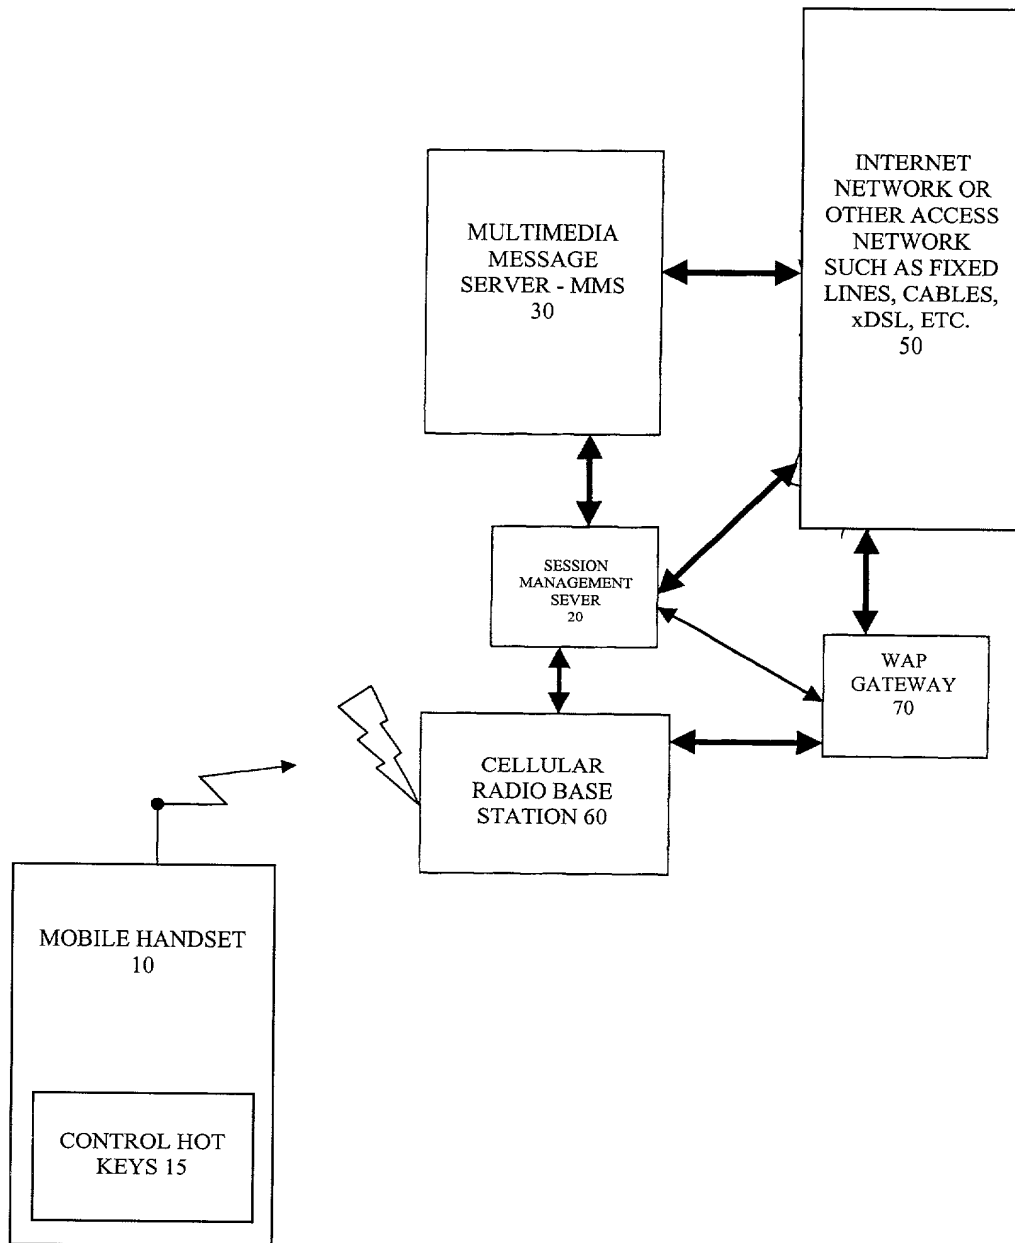 INTERNET
NETWORK OR
OTHER ACCESS
NETWORK
SUCH AS FIXED
LINES, CABLES,
xDSL, ETC.
50
MULTIMEDIA
MESSAGE
SERVER - MMS
30
SESSION
MANAGEMENT
SEVER
20
WAP
GATEWAY
70
CELLULAR
RADIO BASE
STATION 60
MOBILE HANDSET
10
CONTROL HOT
KEYS 15